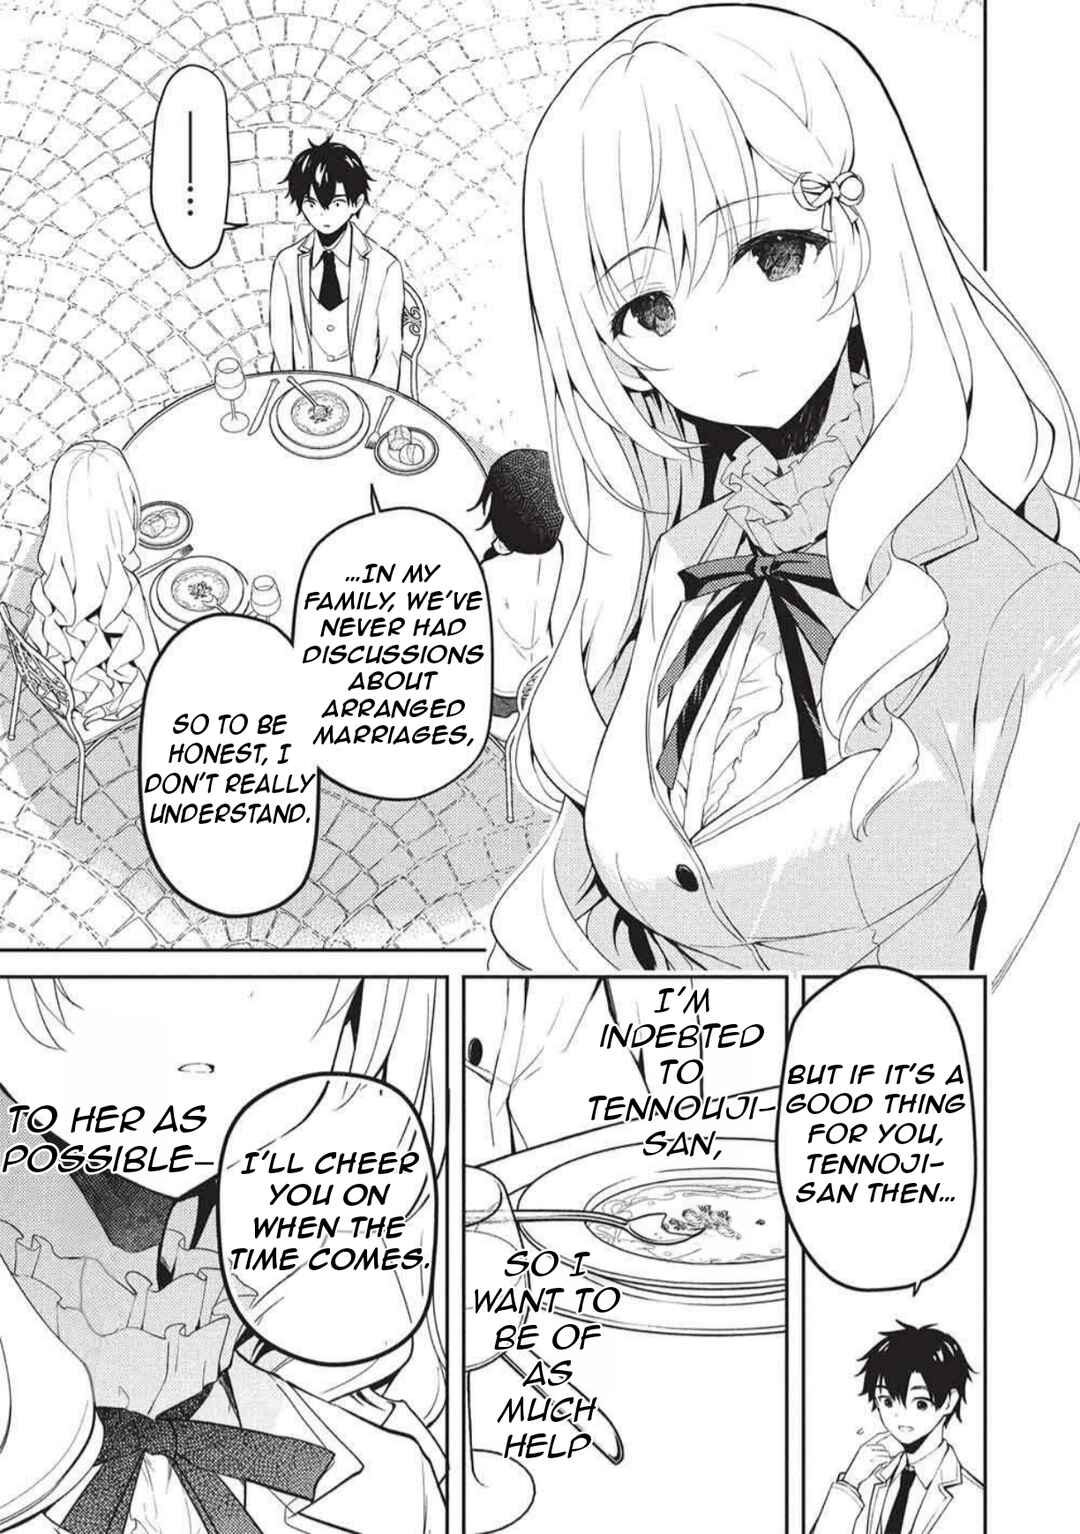 ...IN MY
FAMILY, WE'VE
NEVER HAD
DISCUSSIONS
ABOUT
ARRANGED
MARRIAGES,
SO TO BE
HONEST, I
DON'T REALLY
UNDERSTAND.
BUT IF IT'S A
GOOD THING
FOR YOU,
TENNOJI-
SAN THEN...
I'M
INDEBTED
TO
TENNOUJI-
SAN,
SO I
WANT TO
BE OF
AS
MUCH
HELP
I'LL CHEER
YOU ON
WHEN THE
TIME COMES.
TO HER AS
POSSIBLE-